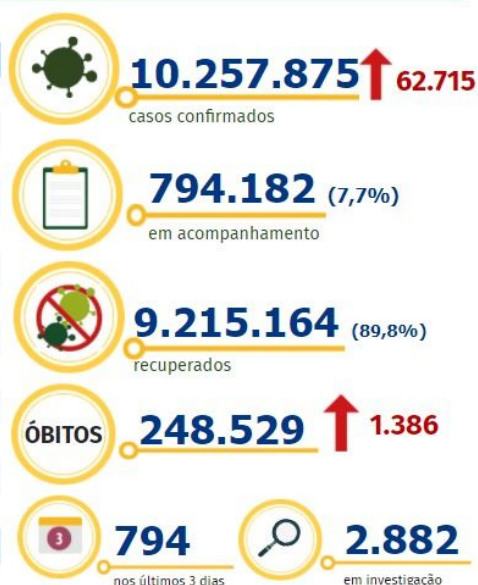 10.257.875 62.715
casos confirmados
794.182 (7,7%)
em acompanhamento
9.215.164 (89,8%)
recuperados
ÓBITOS 248.529 1.386
3 794 2.882
nos últimos 3 dias em investigação